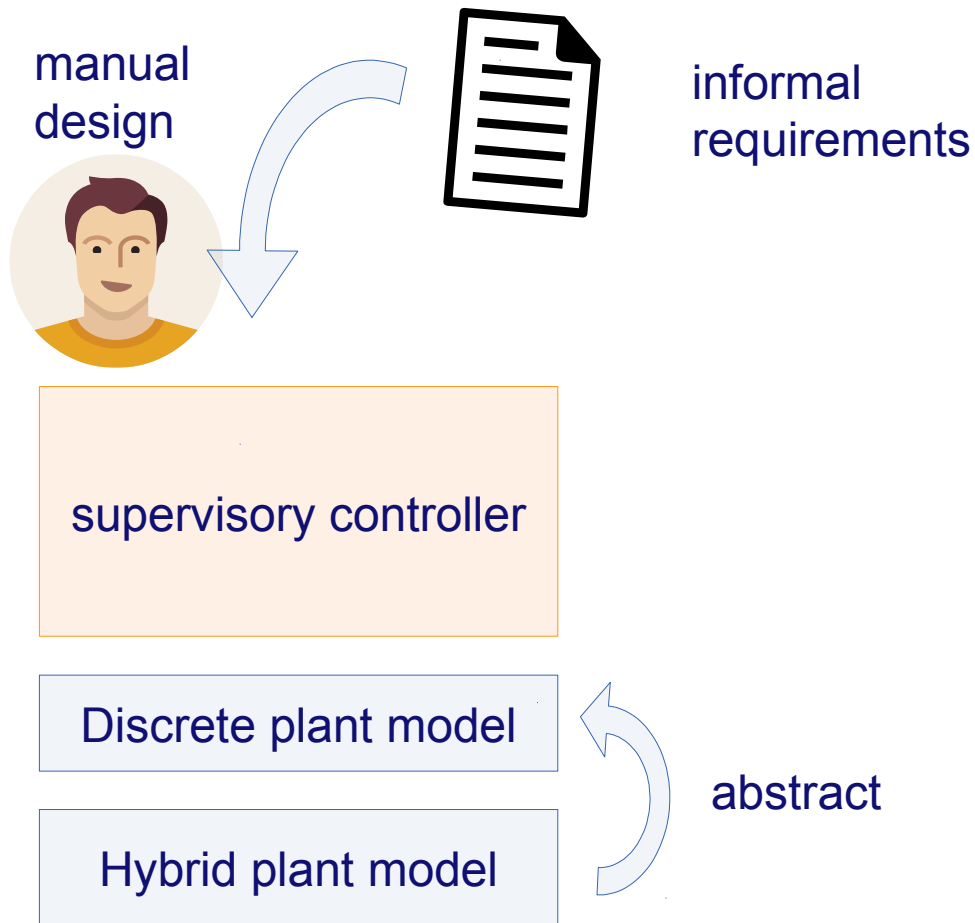 manual
design
informal
requirements
supervisory controller
Discrete plant model
abstract
Hybrid plant model